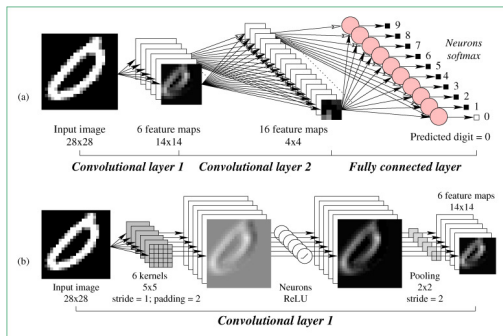 9
8
7
6
5
4
3
2
1
0
Neurons
softmax
(a)
Input image
28x28
6 feature maps
14x14
16 feature maps
4x4
Predicted digit = 0
Convolutional layer 1
Convolutional layer 2
Fully connected layer
6 feature maps
14x14
(b)
Input image
28x28
6 kernels
5x5
stride = 1; padding = 2
Neurons
ReLU
Pooling
2x2
stride = 2
Convolutional layer 1